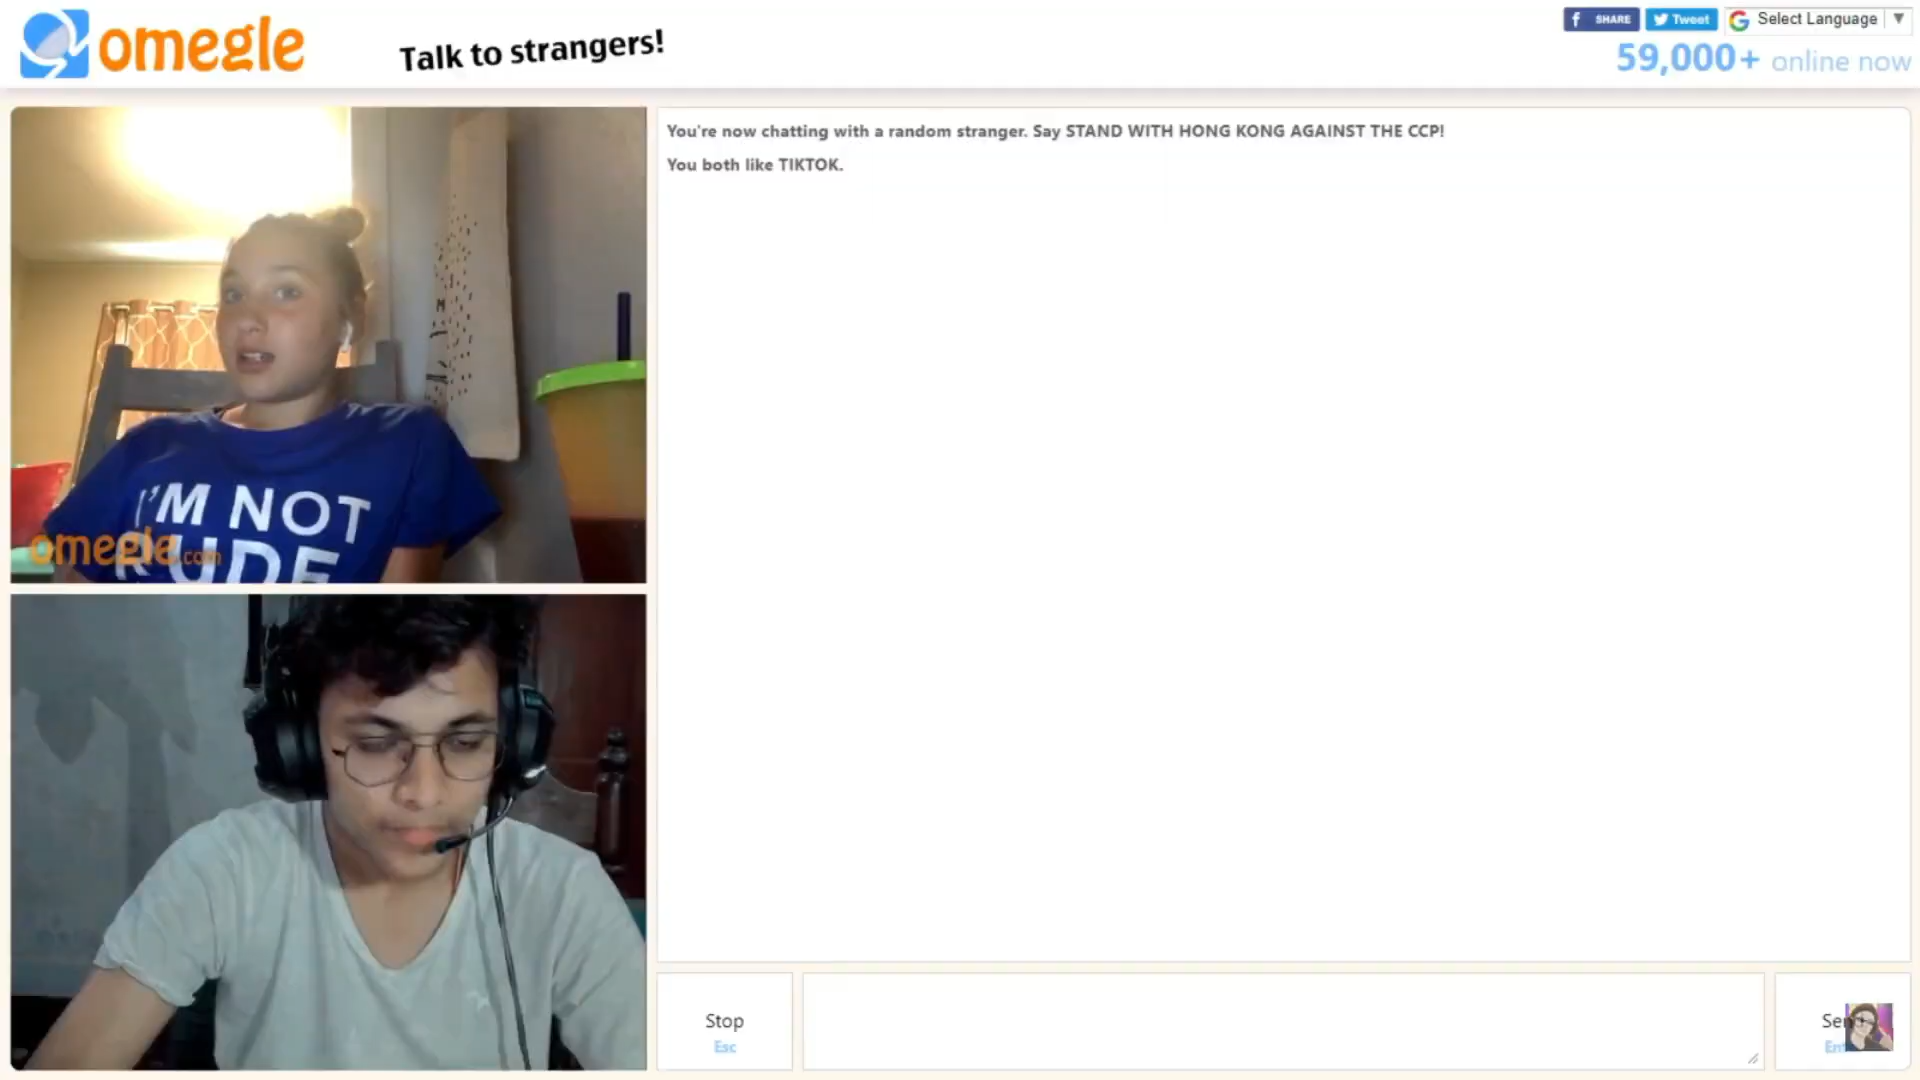 omegle
Talk to strangers!
f SHARE
Tweet
G Select Language ▼
59,000+ online now
You're now chatting with a random stranger. Say STAND WITH HONG KONG AGAINST THE CCP!
You both like TIKTOK.
I'M NOT
RUDE
omegle.com
Stop
Esc